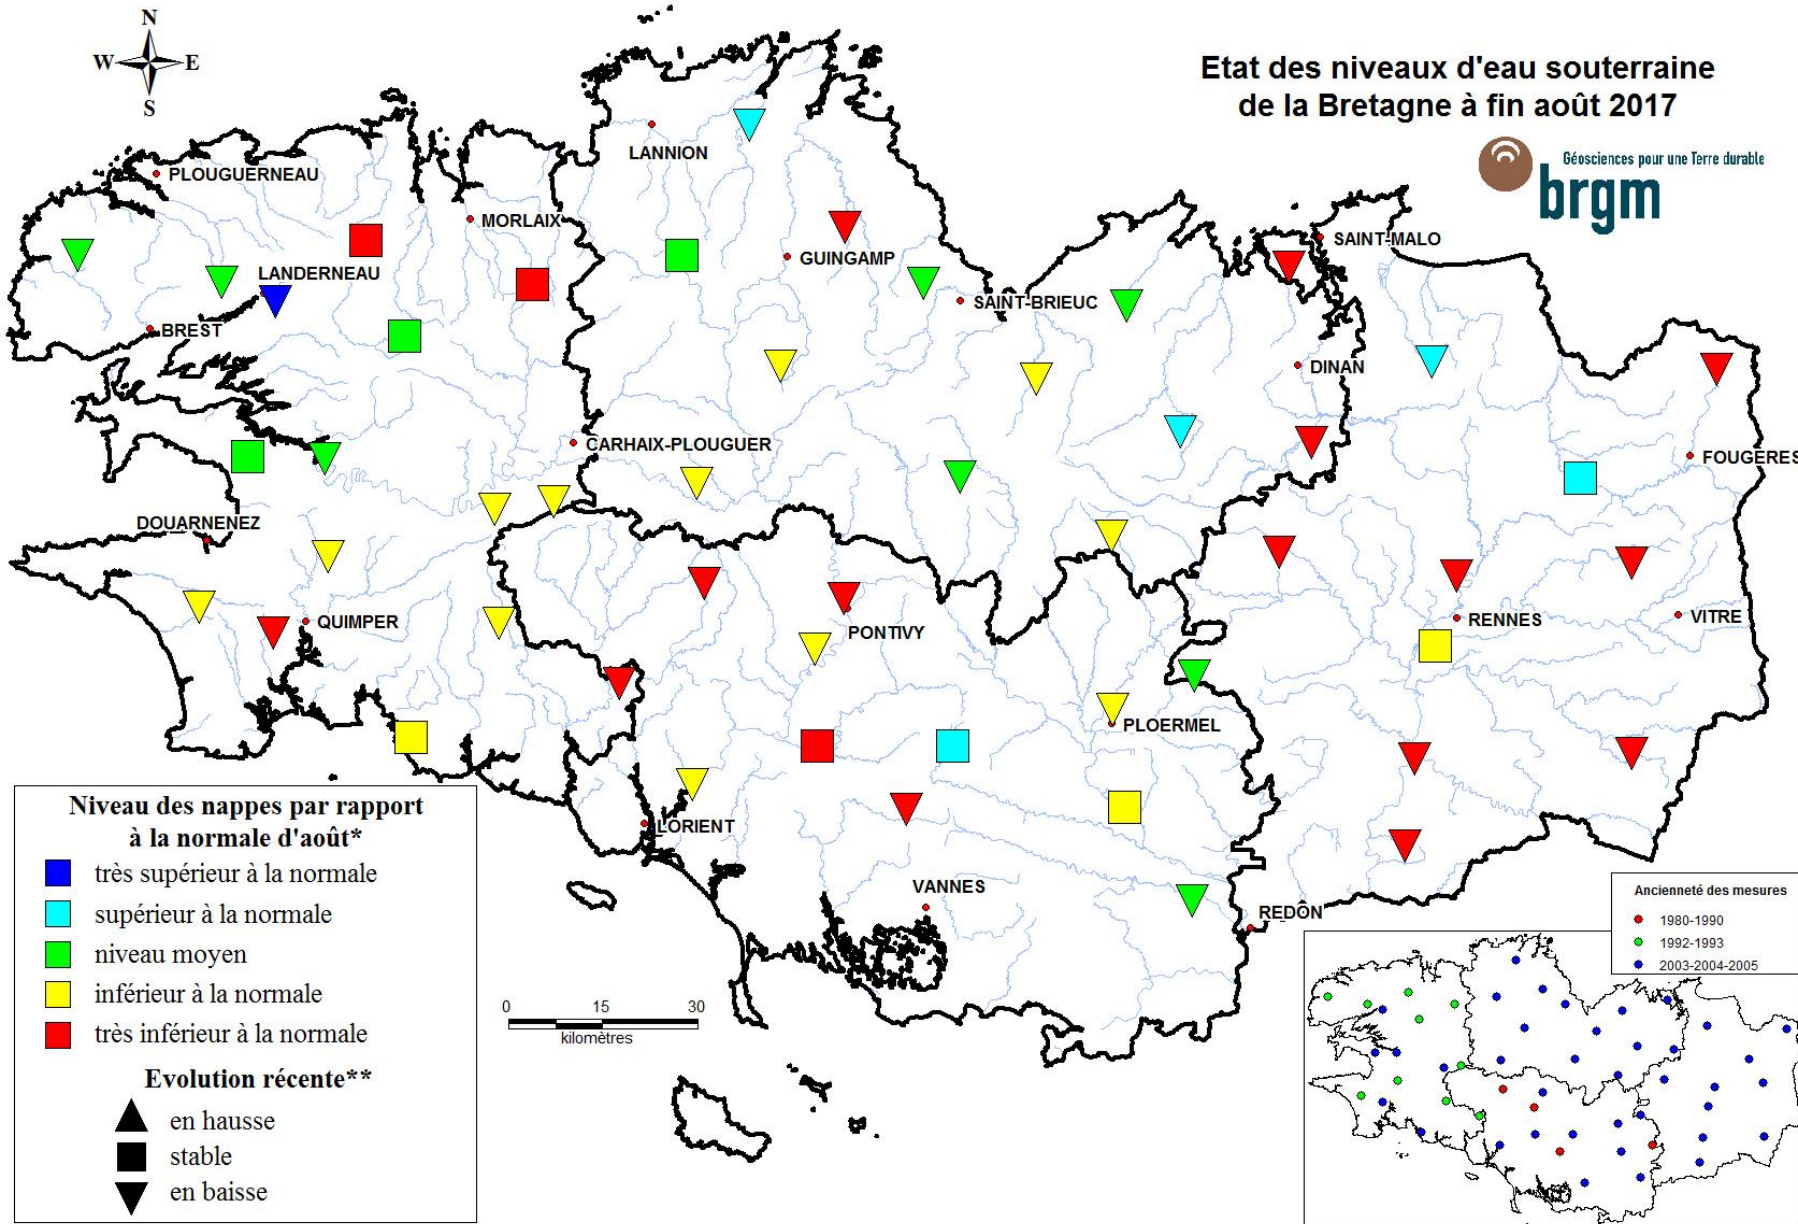 N
W
E
S
Etat des niveaux d'eau souterraine
de la Bretagne à fin août 2017
Géosciences pour une Terre durable
brgm
LANNION
PLOUGUERNEAU
MORLAIX
GUINGAMP
SAINT-MALO
LANDERNEAU
SAINT-BRIEUC
BREST
DINAN
CARHAIX-PLOUGUER
FOUGERES
DOUARNENEZ
QUIMPER
PONTIVY
RENNES
VITRE
PLOERMEL
LORIENT
VANNES
REDON
Niveau des nappes par rapport
à la normale d'août*
très supérieur à la normale
supérieur à la normale
niveau moyen
inférieur à la normale
très inférieur à la normale
Evolution récente**
en hausse
stable
en baisse
0 15 30
kilomètres
Ancienneté des mesures
1980-1990
1992-1993
2003-2004-2005